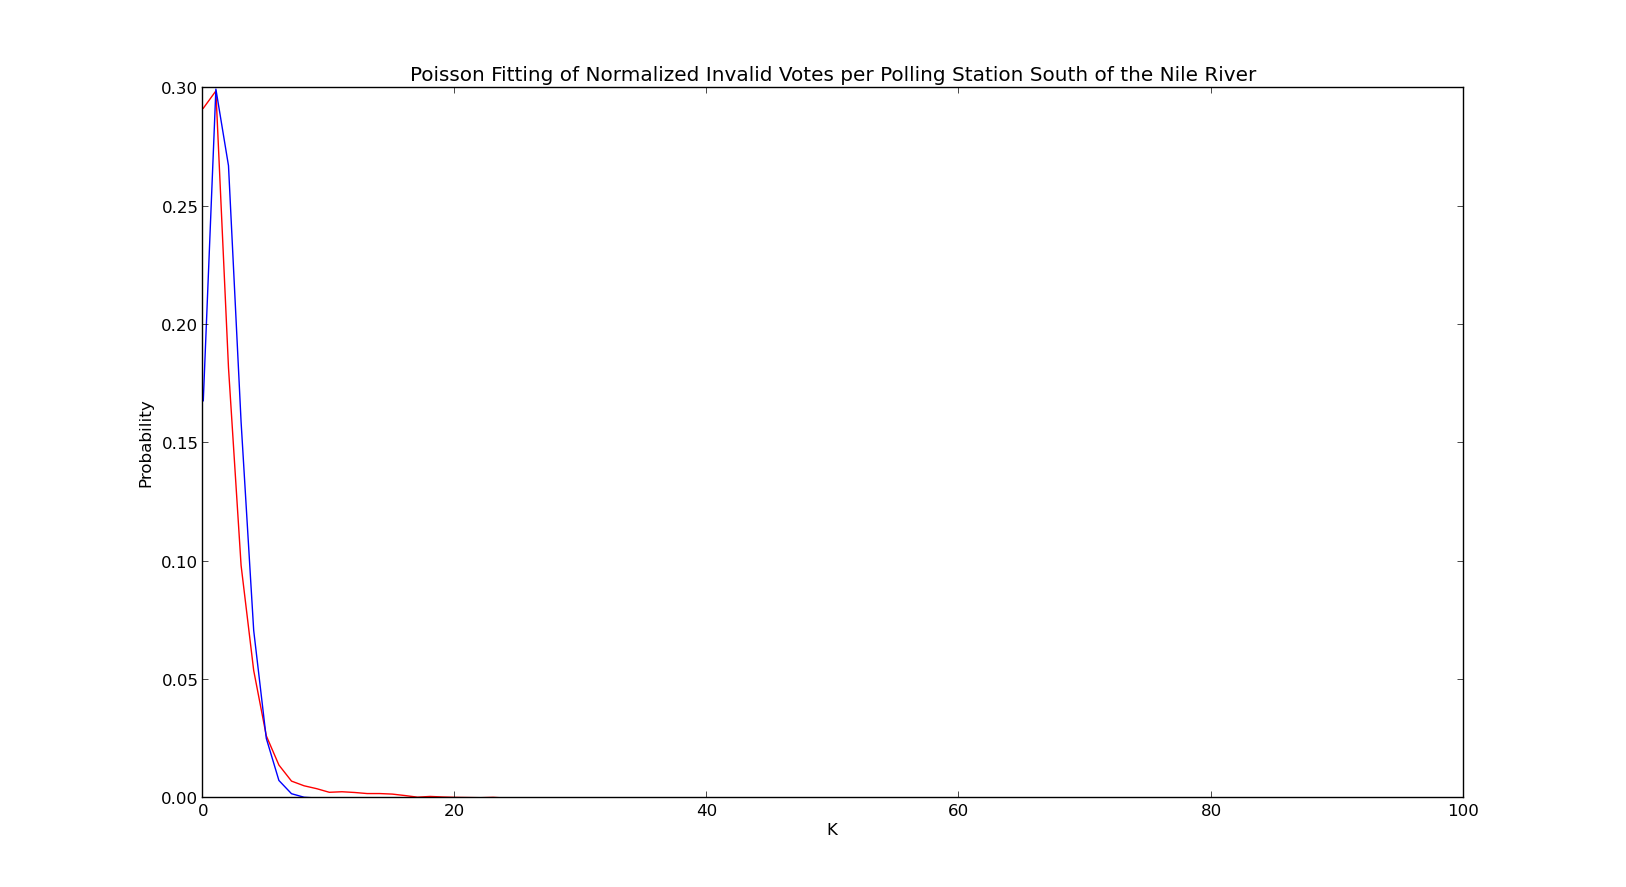 Poisson Fitting of Normalized Invalid Votes per Polling Station South of the Nile River
0.30
0.25
0.20
0.15
0.10
0.05
0.00
Probability
0 20 40 60 80 100
K